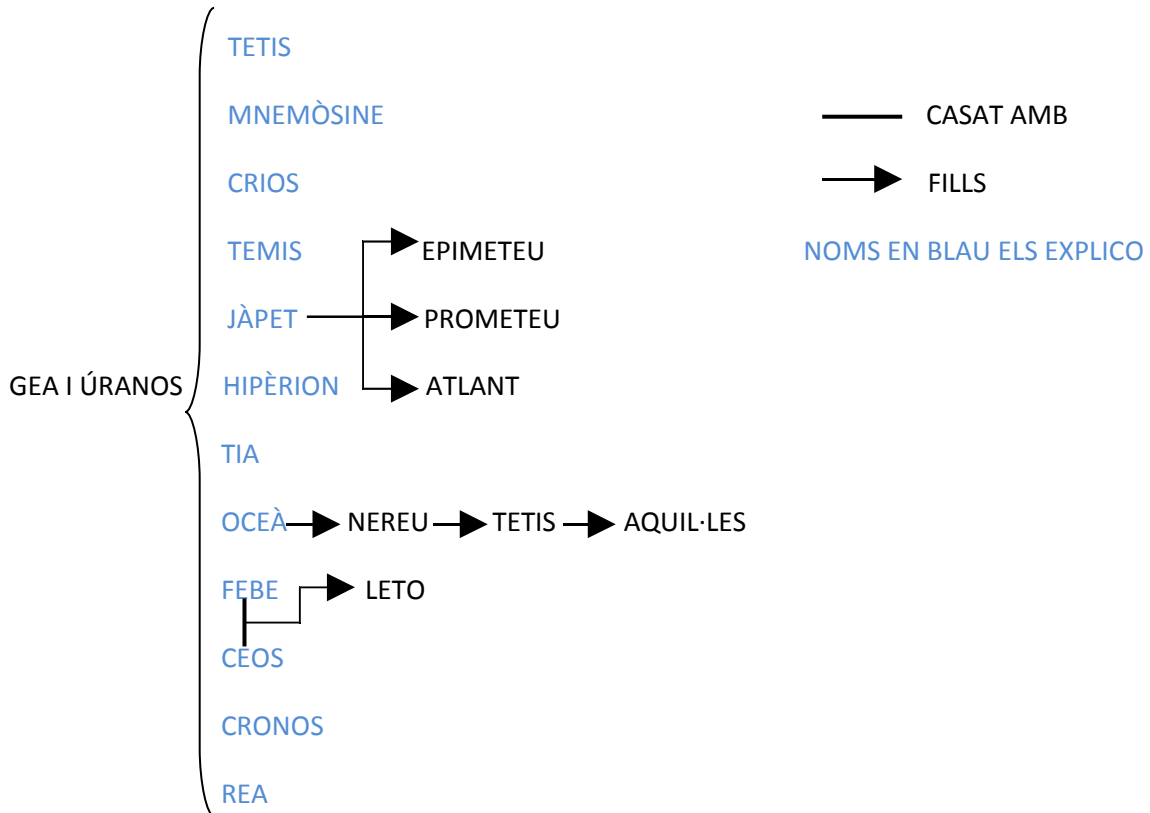 TETIS
MNEMÒSINE
CASAT AMB
CRIOS
FILLS
TEMIS
EPIMETEU
NOMS EN BLAU ELS EXPLICO
JÀPET
PROMETEU
GEA I ÚRANOS
HIPÈRION
ATLANT
TIA
OCEÀ
NEREU
TETIS
AQUIL·LES
FEBE
LETO
CEOS
CRONOS
REA